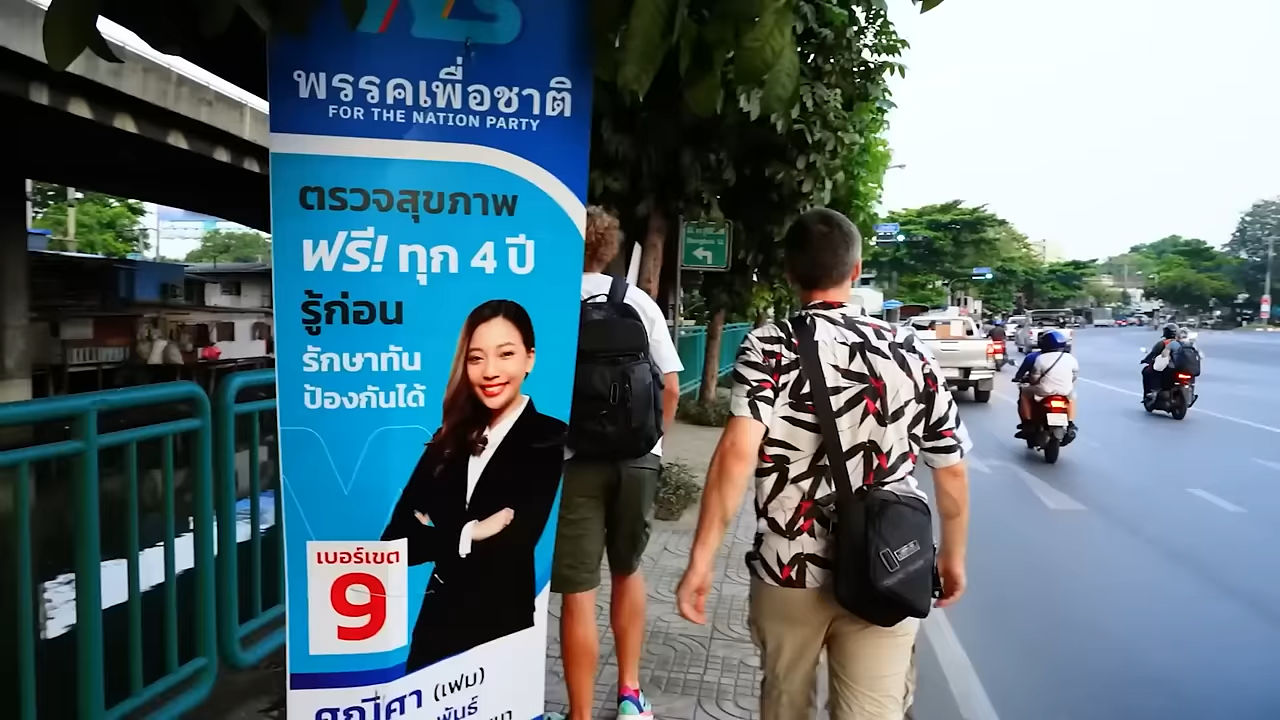 พรรคเพื่อชาติ
FOR THE NATION PARTY
ตรวจสุขภาพ
ฟรี! ทุก 4 ปี
รู้ก่อน
รักษาทัน
ป้องกันได้
เบอร์เขต
9
(เฟม)